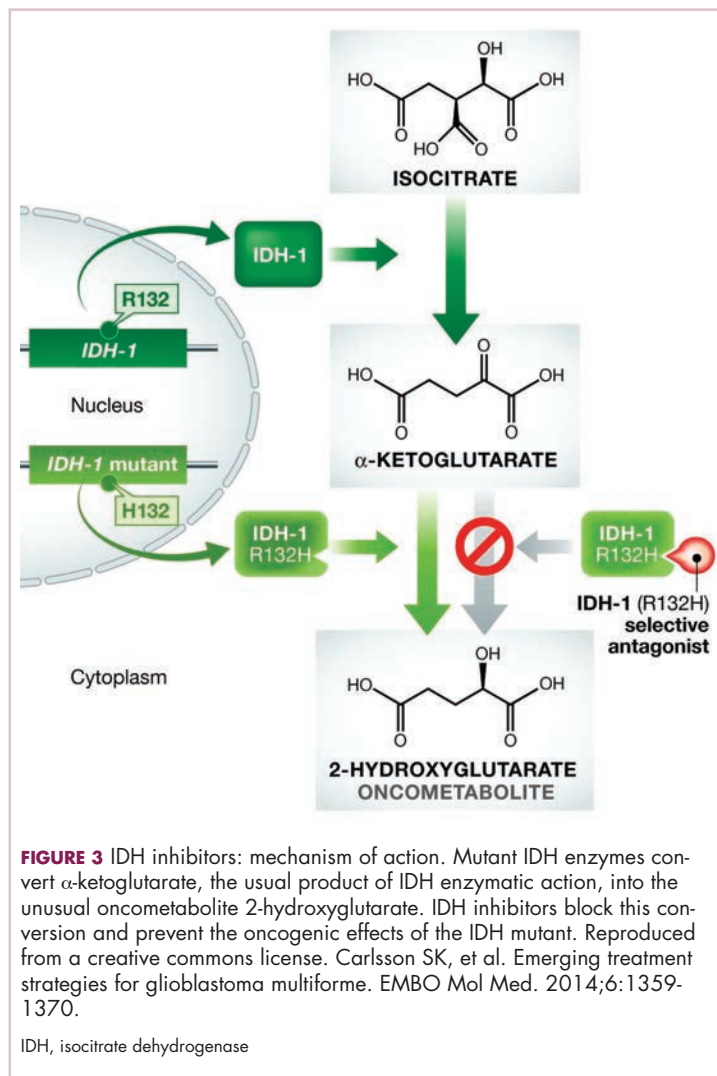 OH
HO
OH
O
O
HO
O
ISOCITRATE
IDH-1
R132
IDH-1
Nucleus
O
HO
OH
O
O
α-KETOGLUTARATE
IDH-1 mutant
H132
IDH-1
R132H
IDH-1
R132H
IDH-1 (R132H)
selective
antagonist
Cytoplasm
OH
HO
OH
O
O
2-HYDROXYGLUTARATE
ONCOMETABOLITE
FIGURE 3 IDH inhibitors: mechanism of action. Mutant IDH enzymes con-
vert α-ketoglutarate, the usual product of IDH enzymatic action, into the
unusual oncometabolite 2-hydroxyglutarate. IDH inhibitors block this con-
version and prevent the oncogenic effects of the IDH mutant. Reproduced
from a creative commons license. Carlsson SK, et al. Emerging treatment
strategies for glioblastoma multiforme. EMBO Mol Med. 2014;6:1359-
1370.
IDH, isocitrate dehydrogenase